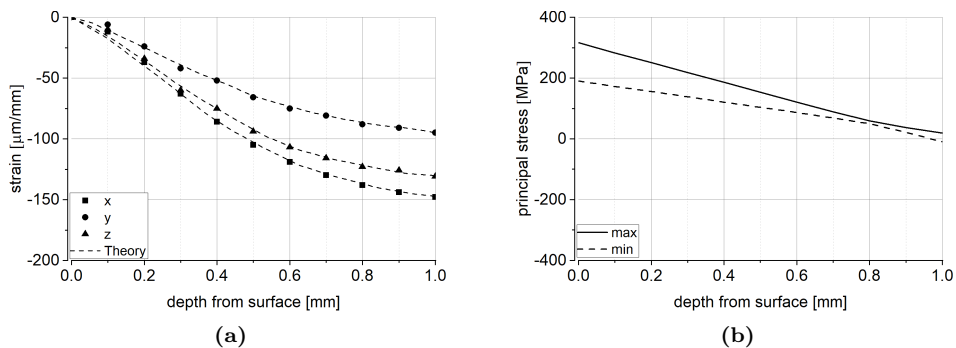 0
-50
-100
-150
-200
strain [μm/mm]
x
y
z
Theory
0.0 0.2 0.4 0.6 0.8 1.0
depth from surface [mm]
(a)
400
200
0
-200
-400
principal stress [MPa]
max
min
0.0 0.2 0.4 0.6 0.8 1.0
depth from surface [mm]
(b)